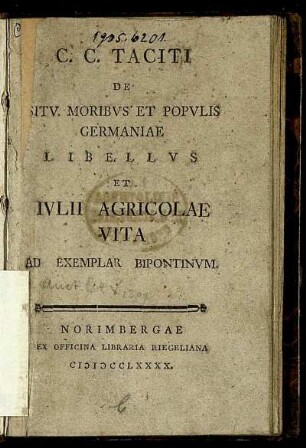 1905.6201.
C. C. TACITI
DE
SITV. MORIBVS ET POPVLIS
GERMANIAE
LIBELLVS
ET
IVLII AGRICOLAE
VITA
AD EXEMPLAR BIPONTINVM.
NORIMBERGAE
EX OFFICINA LIBRARIA RIEGELIANA
CIƆIƆCCLXXXX.